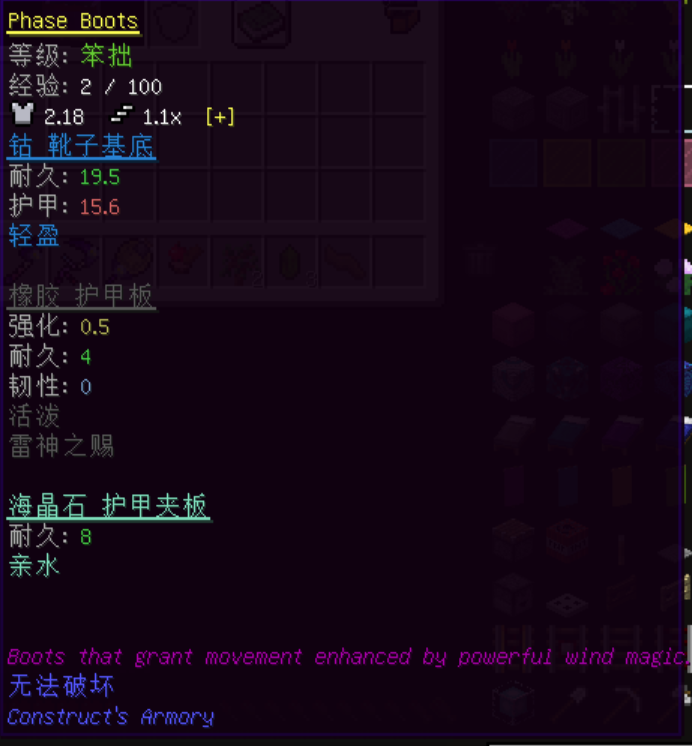 Phase Boots
等级: 笨拙
经验: 2 / 100
2.18 1.1x [+]
钴 靴子基底
耐久: 19.5
护甲: 15.6
轻盈
橡胶 护甲板
强化: 0.5
耐久: 4
韧性: 0
活泼
雷神之赐
海晶石 护甲夹板
耐久: 8
亲水
Boots that grant movement enhanced by powerful wind magic.
无法破坏
Construct's Armory